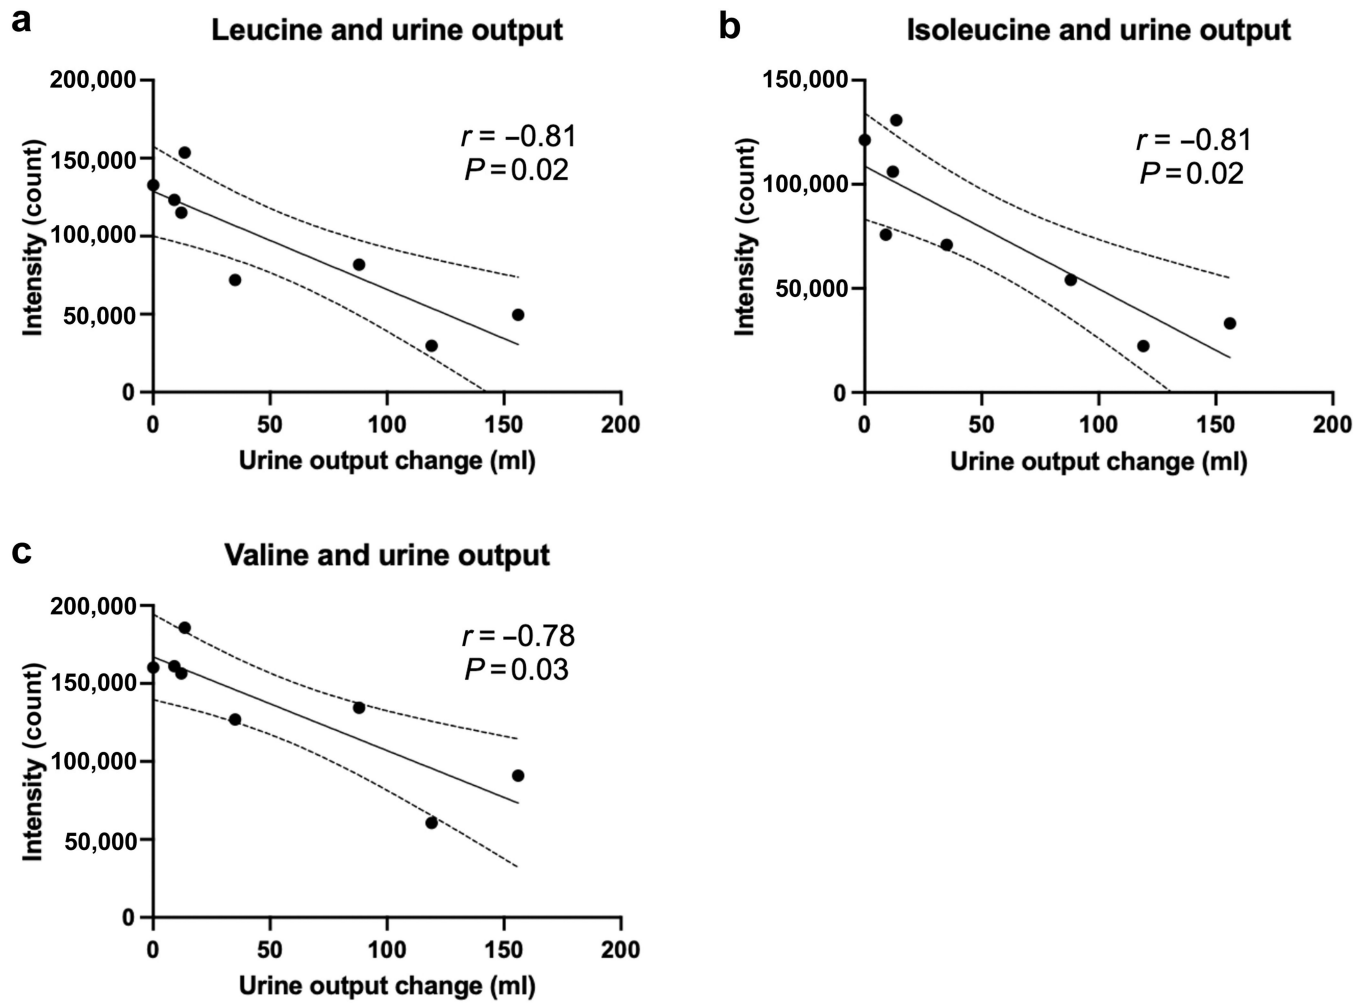 a
Leucine and urine output
200,000
150,000
100,000
50,000
0
Intensity (count)
r = –0.81
P = 0.02
0 50 100 150 200
Urine output change (ml)
b
Isoleucine and urine output
150,000
100,000
50,000
0
Intensity (count)
r = –0.81
P = 0.02
0 50 100 150 200
Urine output change (ml)
c
Valine and urine output
200,000
150,000
100,000
50,000
0
Intensity (count)
r = –0.78
P = 0.03
0 50 100 150 200
Urine output change (ml)